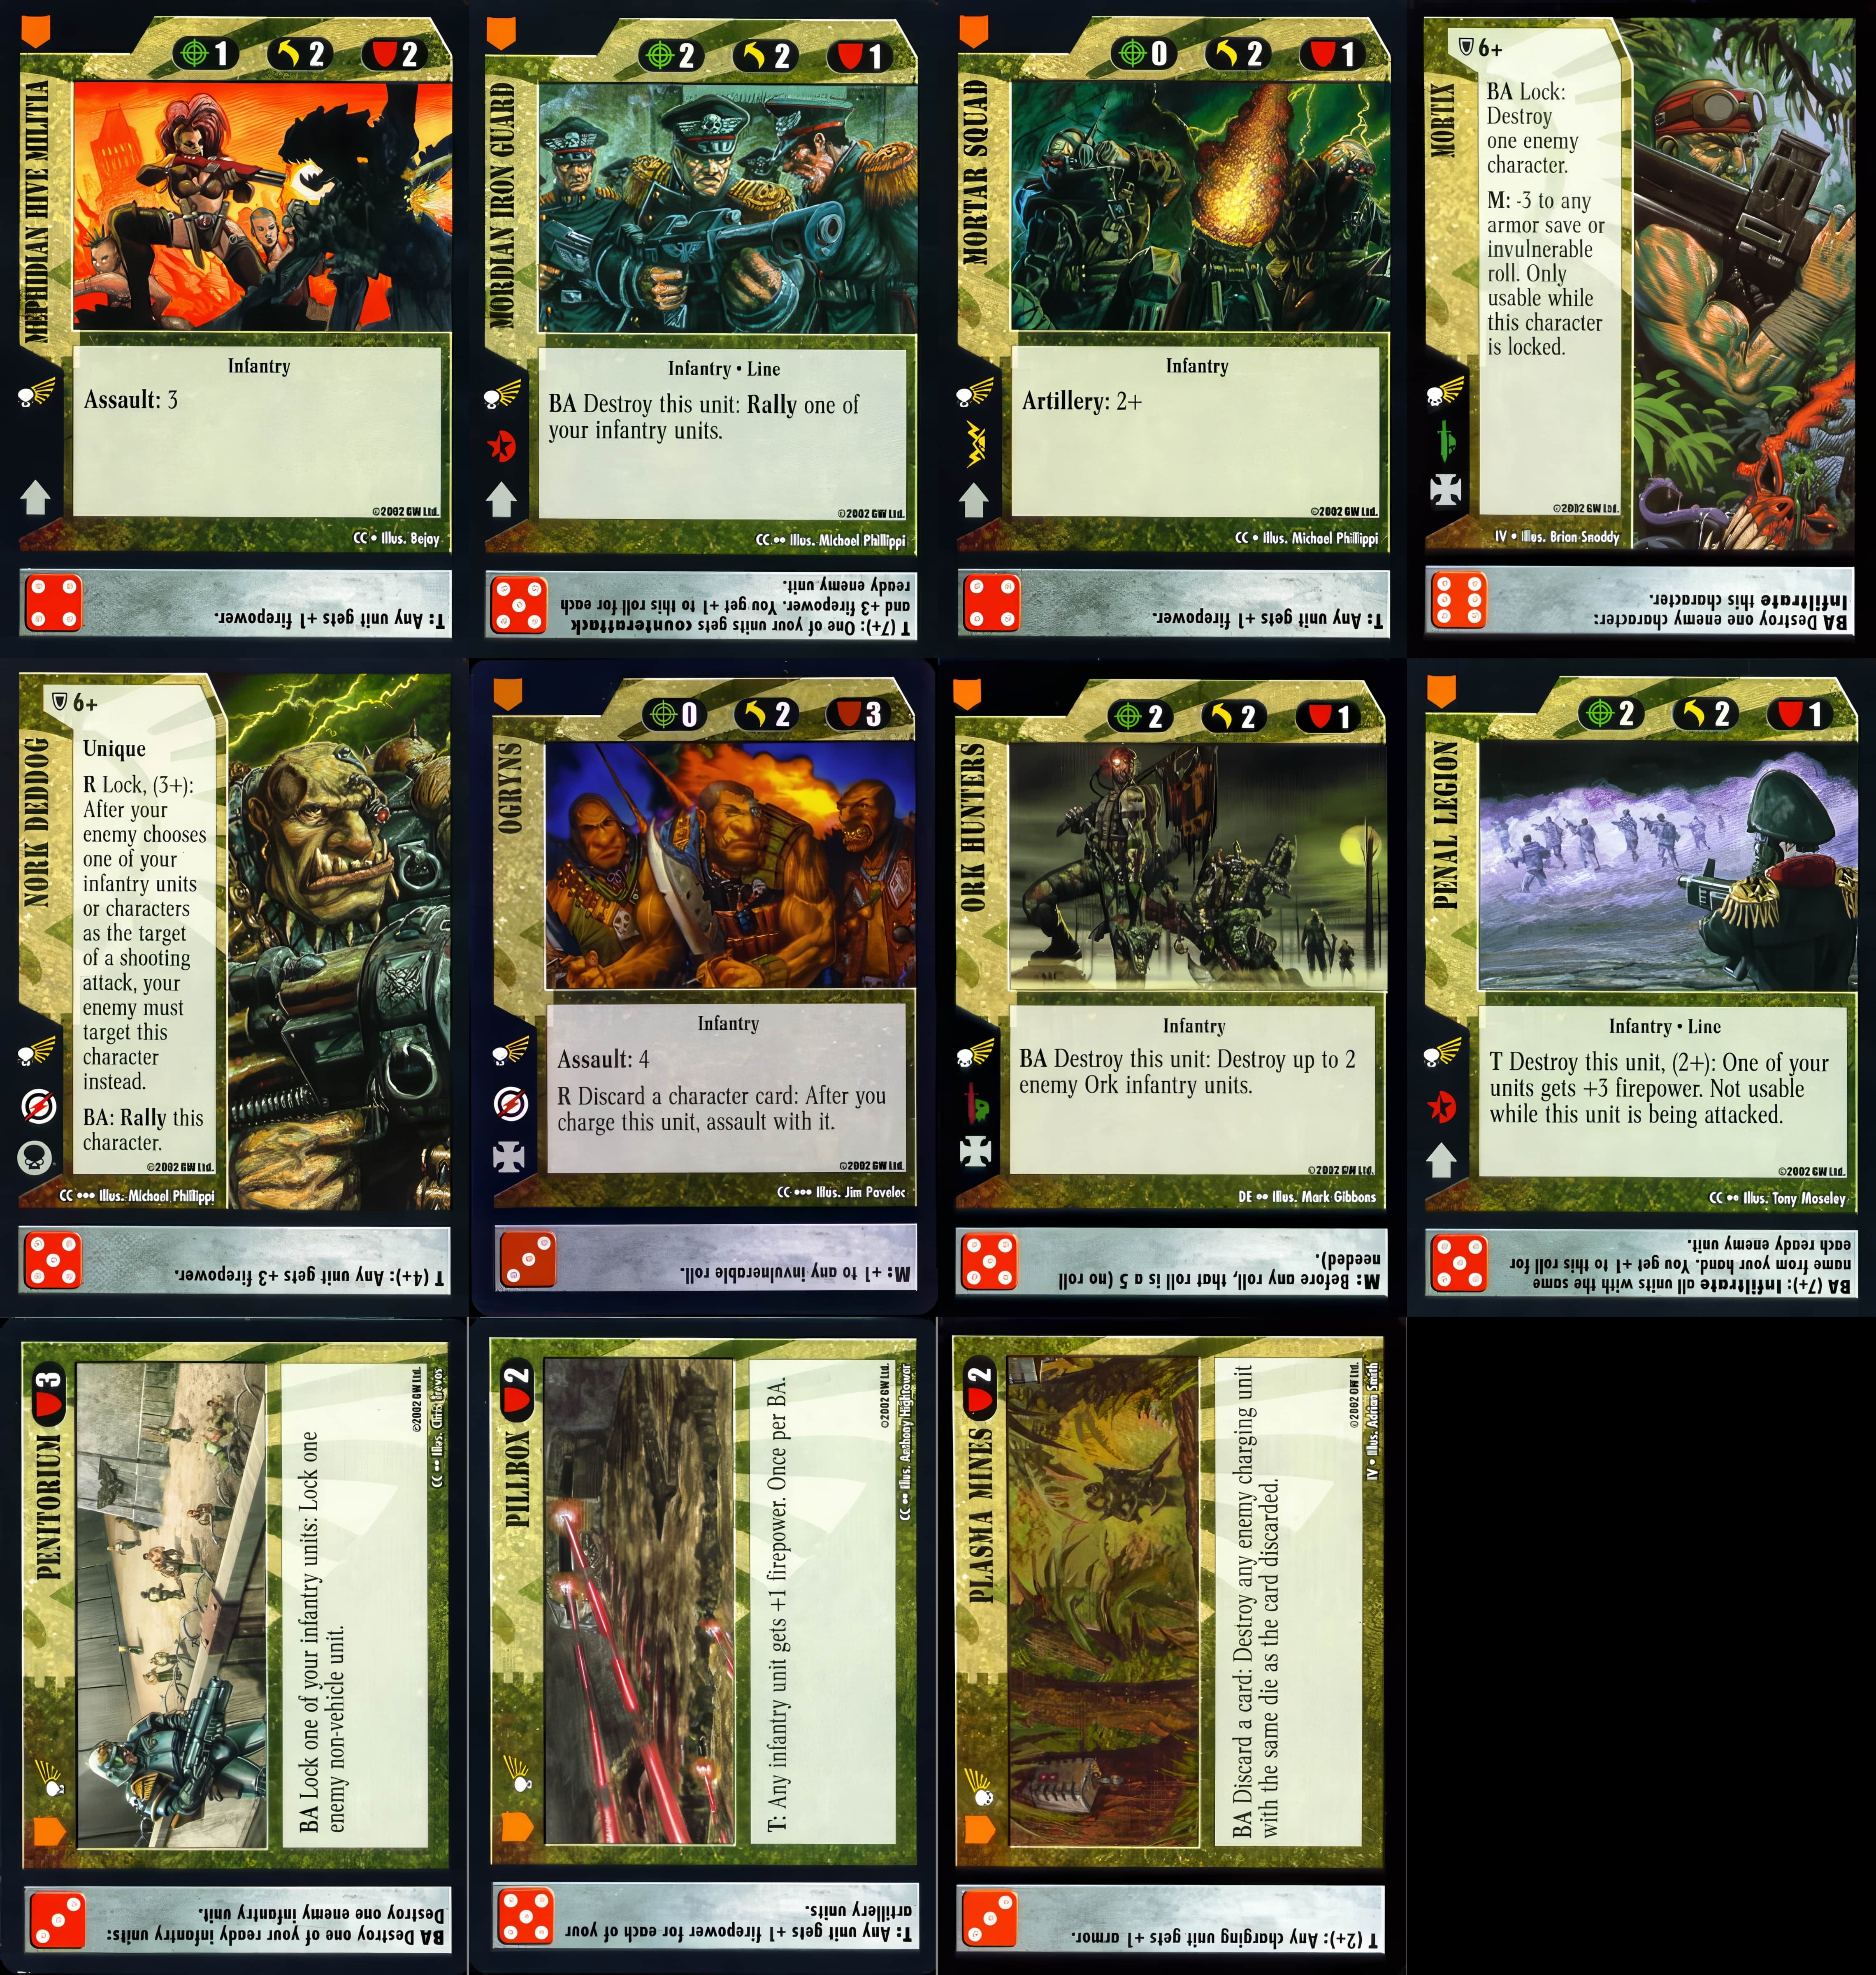 MEPHIDIAN HIVE MILITIA
1 2 2
Infantry
Assault: 3
©2002 GW Ltd.
CC • Illus. Bejay
T: Any unit gets +1 firepower.
MORDIAN IRON GUARD
2 2 1
Infantry • Line
BA Destroy this unit: Rally one of
your infantry units.
©2002 GW Ltd.
CC •• Illus. Michael Phillippi
T (7+): One of your units gets counterattack
and +3 firepower. You get +1 to this roll for each
ready enemy unit.
MORTAR SQUAD
0 2 1
Infantry
Artillery: 2+
©2002 GW Ltd.
CC • Illus. Michael Phillippi
T: Any unit gets +1 firepower.
MORTIX
6+
BA Lock:
Destroy
one enemy
character.
M: -3 to any
armor save or
invulnerable
roll. Only
usable while
this character
is locked.
©2002 GW Ltd.
IV • Illus. Brian Snoddy
BA Destroy one enemy character:
Infiltrate this character.
NORK DEDDOG
6+
Unique
R Lock, (3+):
After your
enemy chooses
one of your
infantry units
or characters
as the target
of a shooting
attack, your
enemy must
target this
character
instead.
BA: Rally this
character.
©2002 GW Ltd.
CC ••• Illus. Michael Phillippi
T (4+): Any unit gets +3 firepower.
OGRYNS
0 2 3
Infantry
Assault: 4
R Discard a character card: After you
charge this unit, assault with it.
©2002 GW Ltd.
CC ••• Illus. Jim Pavelec
M: +1 to any invulnerable roll.
ORK HUNTERS
2 2 1
Infantry
BA Destroy this unit: Destroy up to 2
enemy Ork infantry units.
©2002 GW Ltd.
DE •• Illus. Mark Gibbons
M: Before any roll, that roll is a 5 (no roll
needed).
PENAL LEGION
2 2 1
Infantry • Line
T Destroy this unit, (2+): One of your
units gets +3 firepower. Not usable
while this unit is being attacked.
©2002 GW Ltd.
CC •• Illus. Tony Moseley
BA (7+): Infiltrate all units with the same
name from your hand. You get +1 to this roll for
each ready enemy unit.
PENITORIUM 3
BA Lock one of your infantry units: Lock one
enemy non-vehicle unit.
©2002 GW Ltd.
CC •• Illus. Chris Trevas
BA Destroy one of your ready infantry units:
Destroy one enemy infantry unit.
PILLBOX 2
T: Any infantry unit gets +1 firepower. Once per BA.
©2002 GW Ltd.
CC •• Illus. Anthony Hightower
T: Any unit gets +1 firepower for each of your
artillery units.
PLASMA MINES 2
BA Discard a card: Destroy any enemy charging unit
with the same die as the card discarded.
©2002 GW Ltd.
IV • Illus. Adrian Smith
T (2+): Any charging unit gets +1 armor.